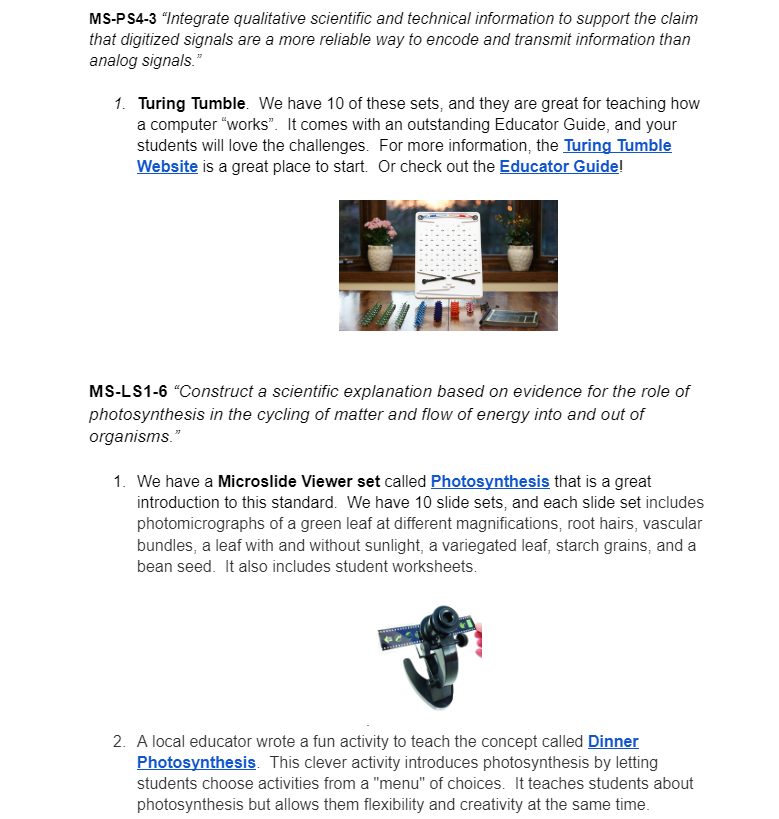 MS-PS4-3 “Integrate qualitative scientific and technical information to support the claim
that digitized signals are a more reliable way to encode and transmit information than
analog signals.”
1. Turing Tumble. We have 10 of these sets, and they are great for teaching how
a computer “works”. It comes with an outstanding Educator Guide, and your
students will love the challenges. For more information, the Turing Tumble
Website is a great place to start. Or check out the Educator Guide!
MS-LS1-6 “Construct a scientific explanation based on evidence for the role of
photosynthesis in the cycling of matter and flow of energy into and out of
organisms.”
1. We have a Microslide Viewer set called Photosynthesis that is a great
introduction to this standard. We have 10 slide sets, and each slide set includes
photomicrographs of a green leaf at different magnifications, root hairs, vascular
bundles, a leaf with and without sunlight, a variegated leaf, starch grains, and a
bean seed. It also includes student worksheets.
2. A local educator wrote a fun activity to teach the concept called Dinner
Photosynthesis. This clever activity introduces photosynthesis by letting
students choose activities from a "menu" of choices. It teaches students about
photosynthesis but allows them flexibility and creativity at the same time.